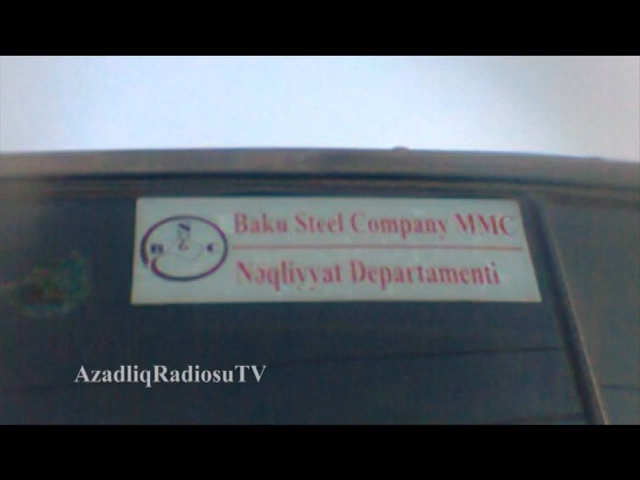 Baku Steel Company MMC
Nəqliyyat Departamenti
B C
AzadliqRadiosuTV